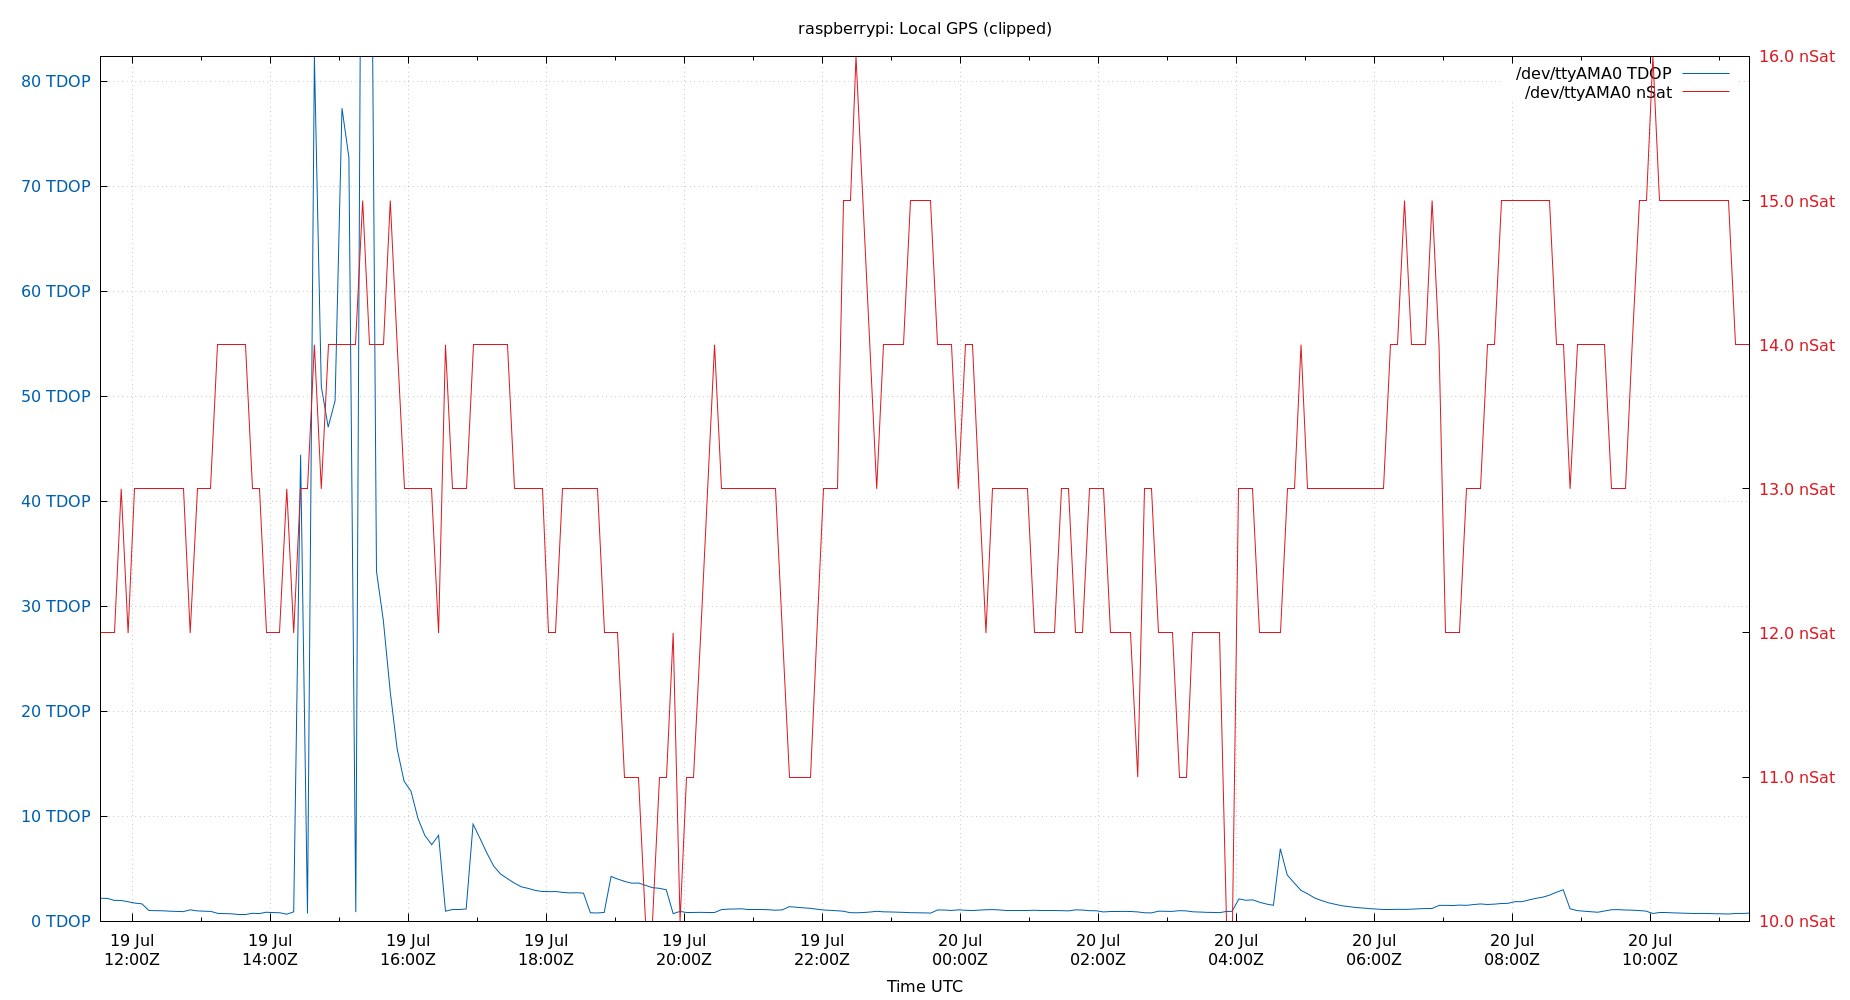 raspberrypi: Local GPS (clipped)
/dev/ttyAMA0 TDOP
/dev/ttyAMA0 nSat
80 TDOP
70 TDOP
60 TDOP
50 TDOP
40 TDOP
30 TDOP
20 TDOP
10 TDOP
0 TDOP
16.0 nSat
15.0 nSat
14.0 nSat
13.0 nSat
12.0 nSat
11.0 nSat
10.0 nSat
19 Jul
12:00Z
19 Jul
14:00Z
19 Jul
16:00Z
19 Jul
18:00Z
19 Jul
20:00Z
19 Jul
22:00Z
20 Jul
00:00Z
20 Jul
02:00Z
20 Jul
04:00Z
20 Jul
06:00Z
20 Jul
08:00Z
20 Jul
10:00Z
Time UTC